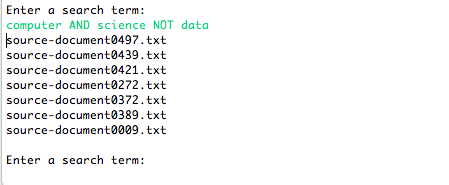 Enter a search term:
computer AND science NOT data
source-document0497.txt
source-document0439.txt
source-document0421.txt
source-document0272.txt
source-document0372.txt
source-document0389.txt
source-document0009.txt
Enter a search term: